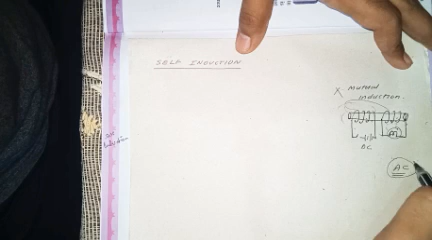 SELF INDUCTION
X MUTUAL
INDUCTION.
DC
AC